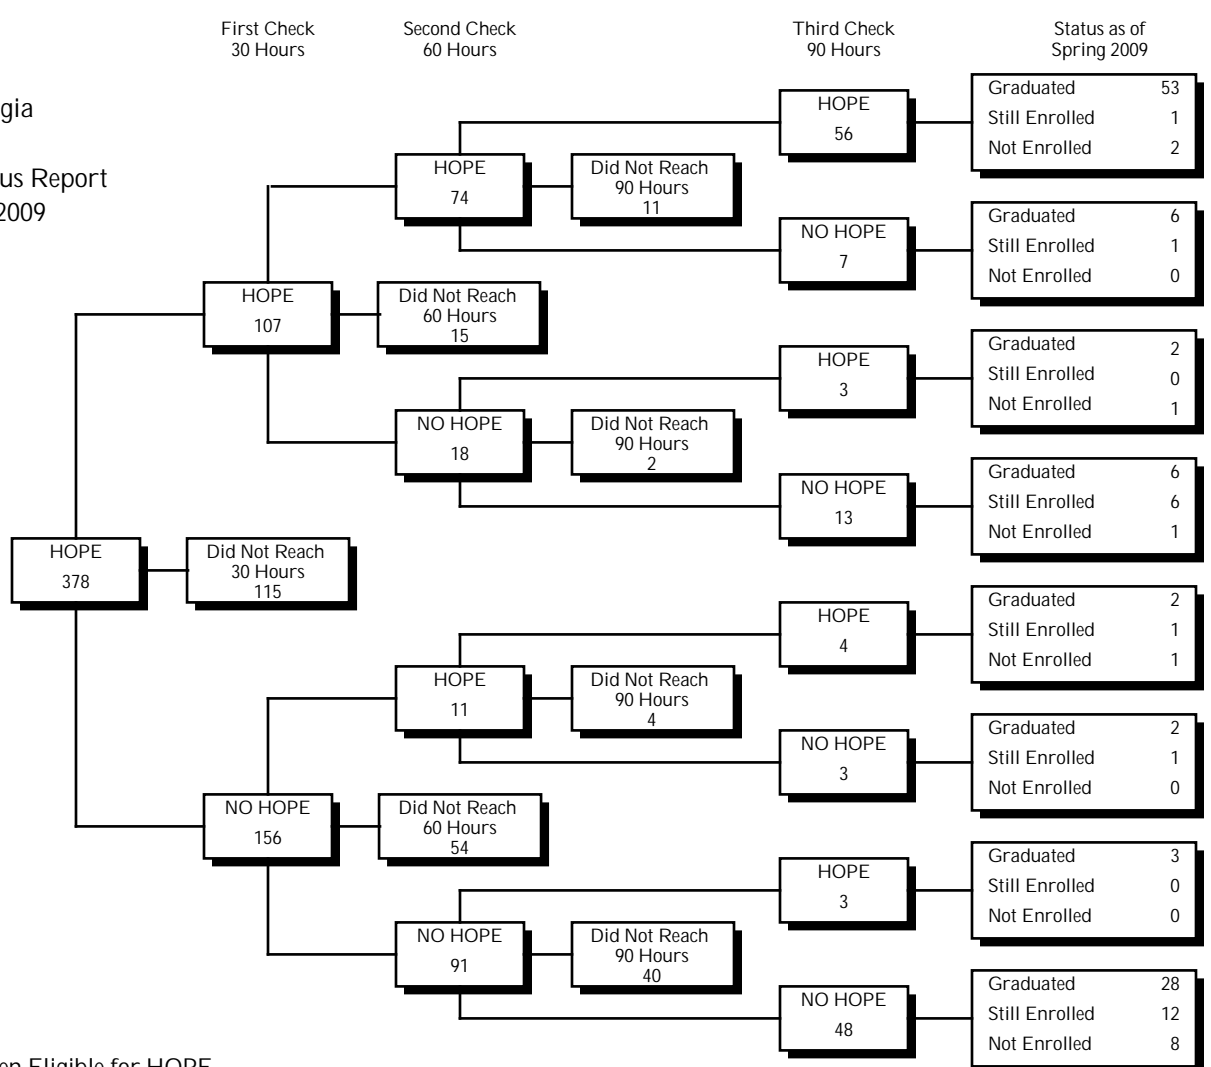 First Check
30 Hours
Second Check
60 Hours
Third Check
90 Hours
Status as of
Spring 2009
gia
us Report
2009
HOPE
378
Did Not Reach
30 Hours
115
HOPE
107
Did Not Reach
60 Hours
15
NO HOPE
156
Did Not Reach
60 Hours
54
HOPE
74
Did Not Reach
90 Hours
11
NO HOPE
18
Did Not Reach
90 Hours
2
HOPE
11
Did Not Reach
90 Hours
4
NO HOPE
91
Did Not Reach
90 Hours
40
HOPE
56
Graduated 53
Still Enrolled 1
Not Enrolled 2
NO HOPE
7
Graduated 6
Still Enrolled 1
Not Enrolled 0
HOPE
3
Graduated 2
Still Enrolled 0
Not Enrolled 1
NO HOPE
13
Graduated 6
Still Enrolled 6
Not Enrolled 1
HOPE
4
Graduated 2
Still Enrolled 1
Not Enrolled 1
NO HOPE
3
Graduated 2
Still Enrolled 1
Not Enrolled 0
HOPE
3
Graduated 3
Still Enrolled 0
Not Enrolled 0
NO HOPE
48
Graduated 28
Still Enrolled 12
Not Enrolled 8
en Eligible for HOPE